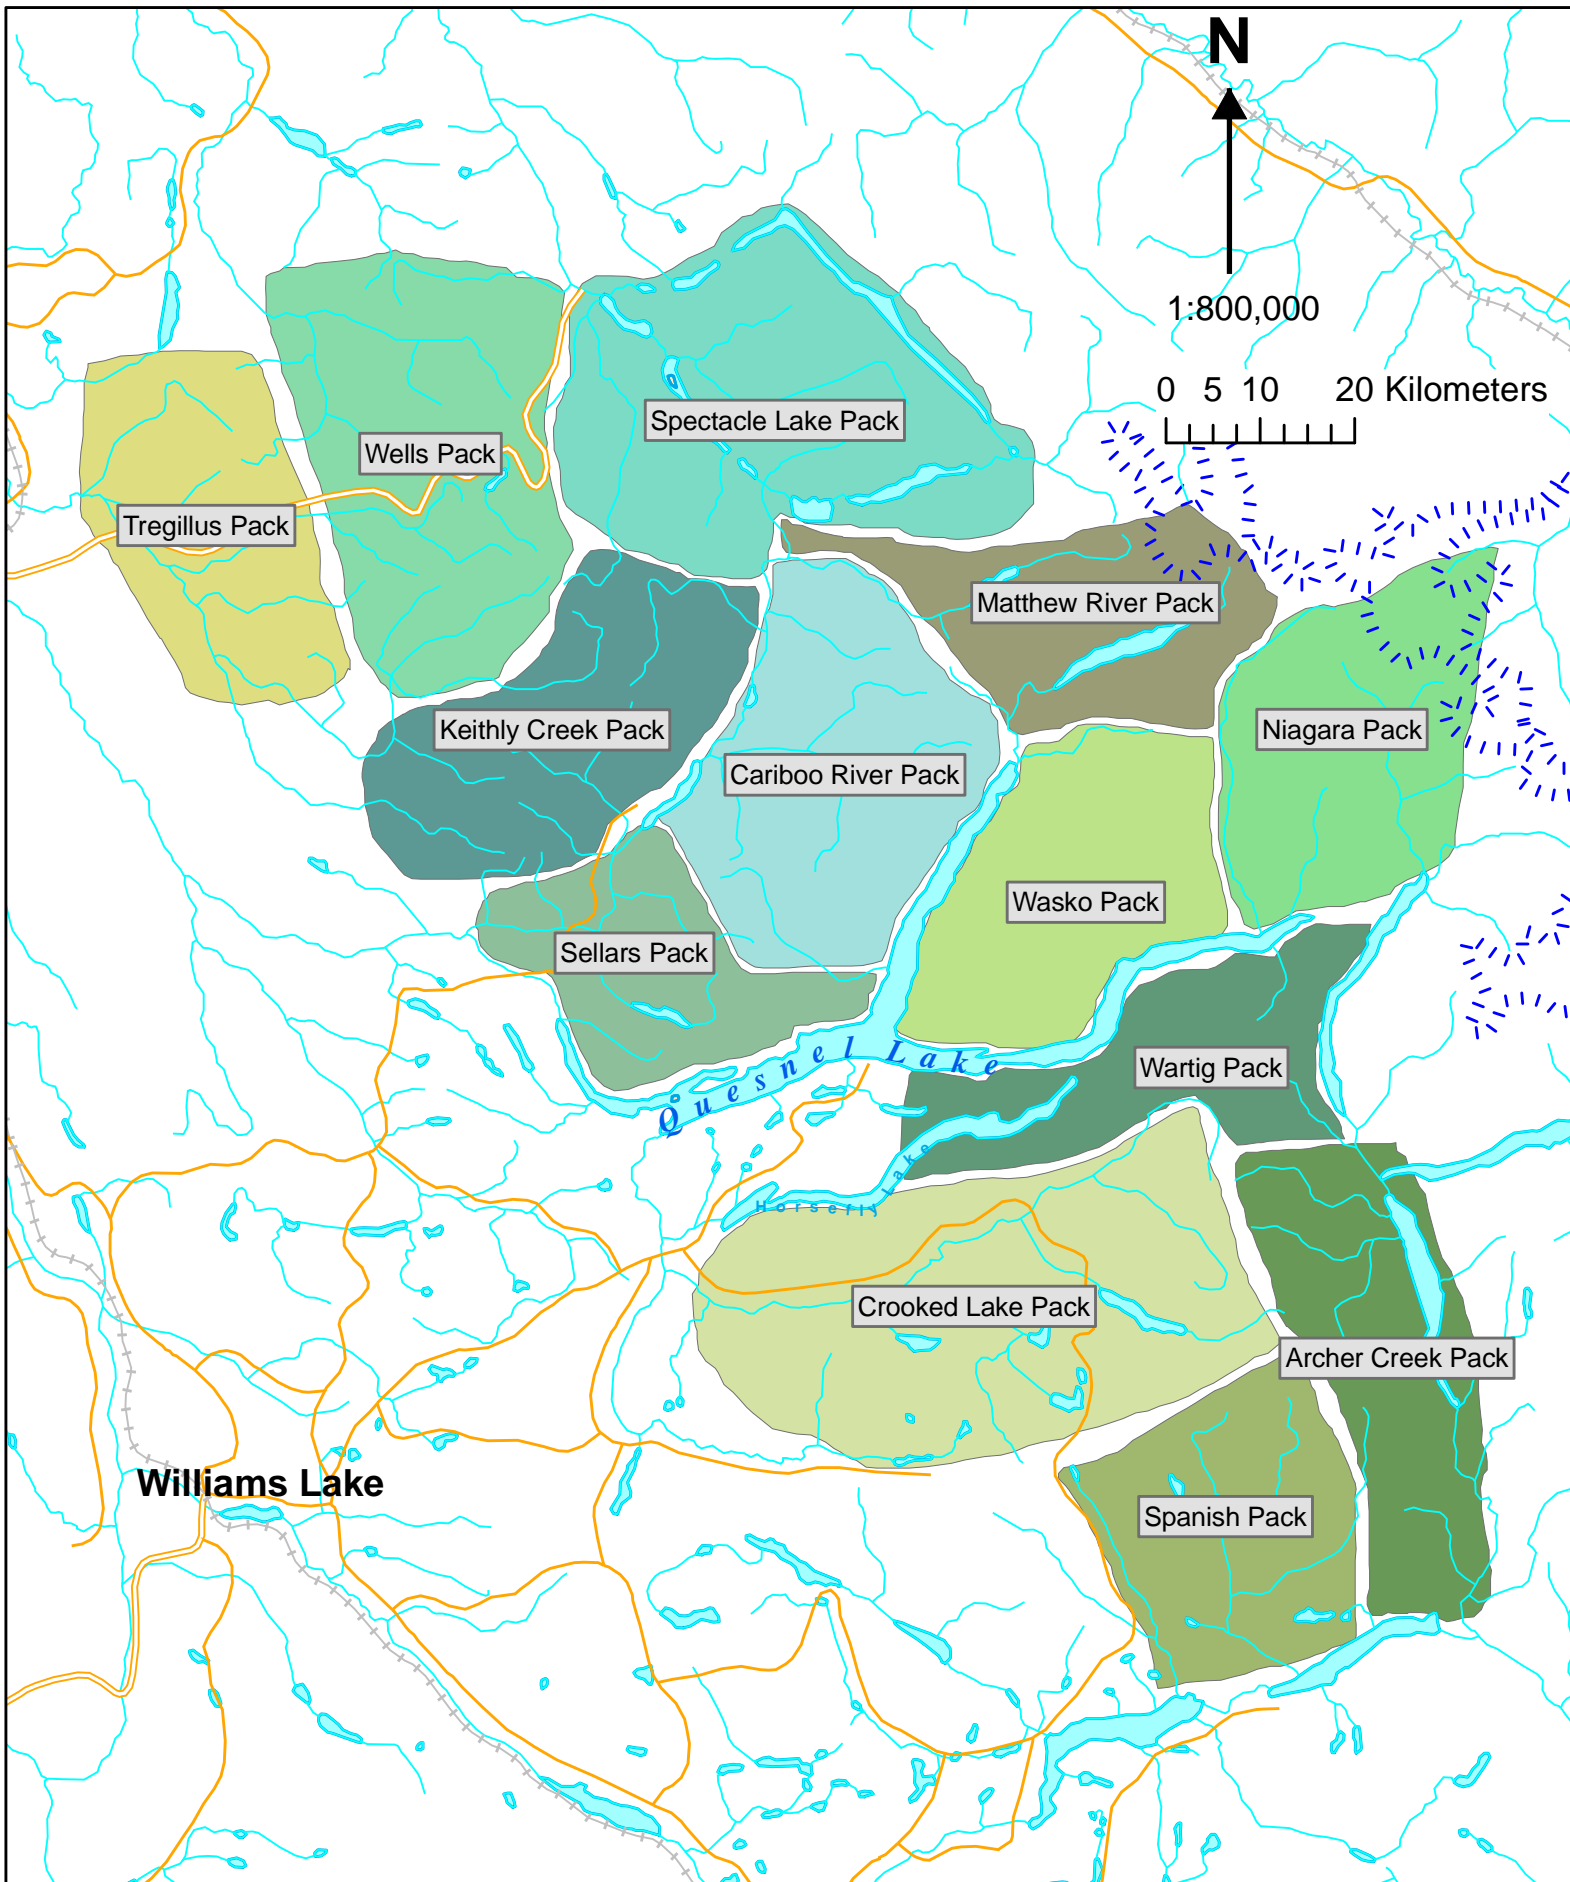 N
1:800,000
0 5 10 20 Kilometers
Spectacle Lake Pack
Wells Pack
Tregillus Pack
Matthew River Pack
Keithly Creek Pack
Niagara Pack
Cariboo River Pack
Wasko Pack
Sellars Pack
Quesnel Lake
Wartig Pack
Horsefly Lake
Crooked Lake Pack
Archer Creek Pack
Williams Lake
Spanish Pack